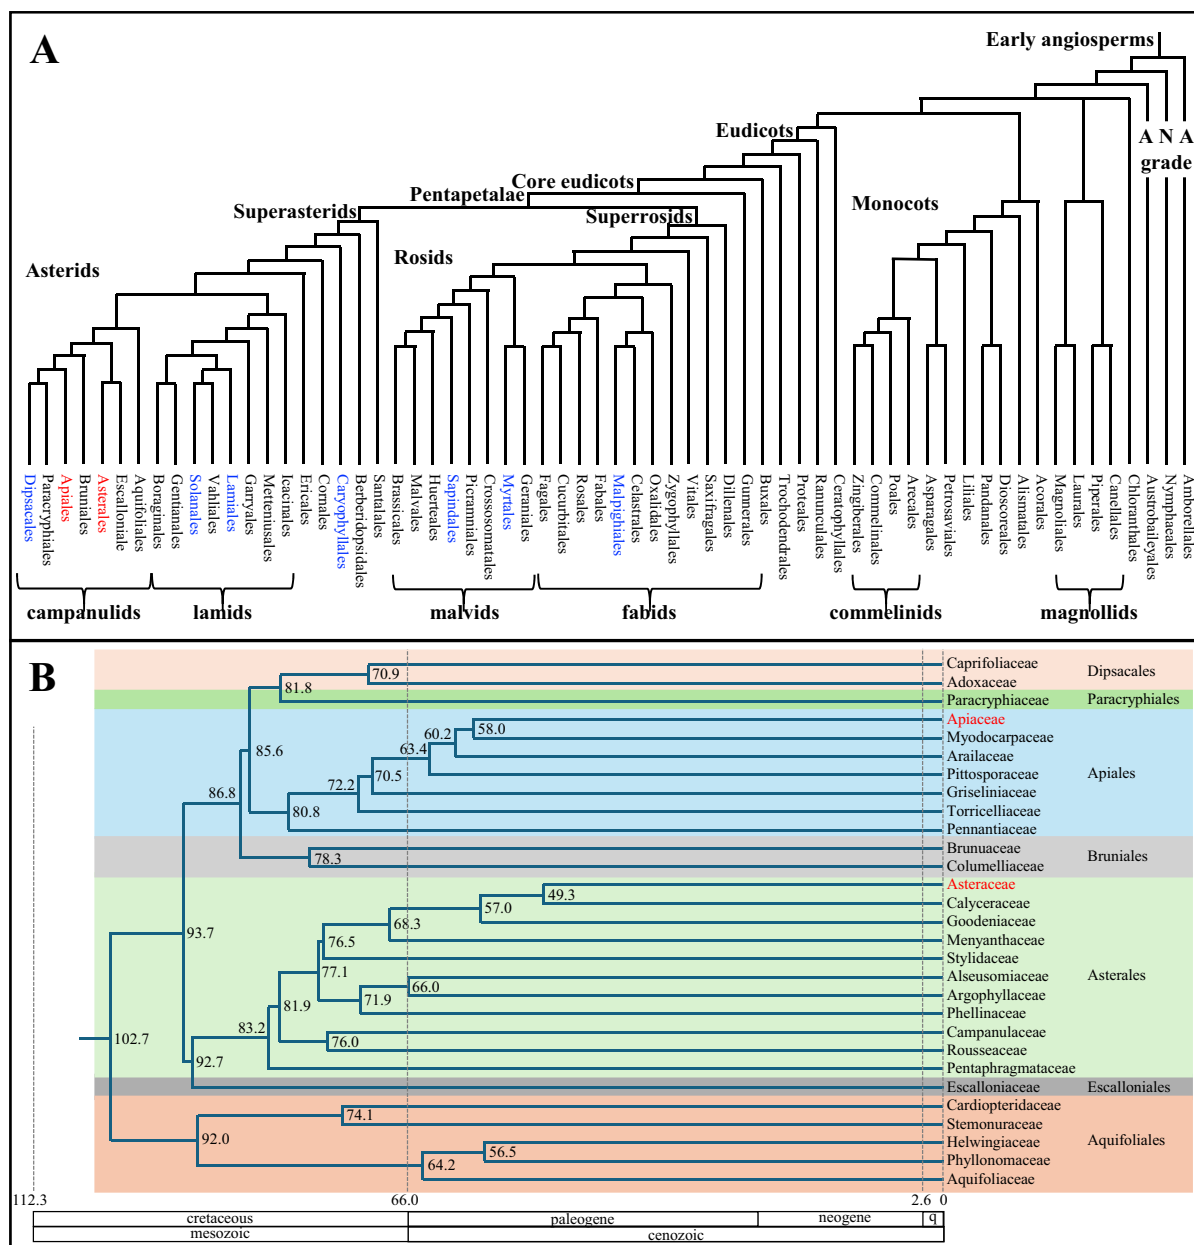 A
Early angiosperms
A N A
grade
Eudicots
Core eudicots
Pentapetalae
Superasterids
Superrosids
Monocots
Asterids
Rosids
Dipsacales
Paracryphiales
Apiales
Bruniales
Asterales
Escalloniale
Aquifoliales
Boraginales
Gentianales
Solanales
Vahliales
Lamiales
Garryales
Metteniusales
Icacinales
Ericales
Cornales
Caryophyllales
Berberidopsidales
Santalales
Brassicales
Malvales
Huerteales
Sapindales
Picramniales
Crossosomatales
Myrtales
Geraniales
Fagales
Cucurbitales
Rosales
Fabales
Malpighiales
Celastrales
Oxalidales
Zygophyllales
Vitales
Saxifragales
Dilleniales
Gunnerales
Buxales
Trochodendrales
Proteales
Ranunculales
Ceratophyllales
Zingiberales
Commelinales
Poales
Arecales
Asparagales
Petrosaviales
Liliales
Pandanales
Dioscoreales
Alismatales
Acorales
Magnoliales
Laurales
Piperales
Canellales
Chloranthales
Austrobaileyales
Nymphaeales
Amborellales
campanulids
lamids
malvids
fabids
commelinids
magnollids
B
Caprifoliaceae
Dipsacales
70.9
Adoxaceae
81.8
Paracryphiaceae
Paracryphiales
Apiaceae
58.0
60.2
Myodocarpaceae
63.4
85.6
Arailaceae
70.5
Pittosporaceae
Apiales
72.2
86.8
Griseliniaceae
80.8
Torricelliaceae
Pennantiaceae
Brunuaceae
Bruniales
78.3
Columelliaceae
Asteraceae
49.3
Calyceraceae
57.0
68.3
Goodeniaceae
93.7
76.5
Menyanthaceae
Stylidaceae
77.1
Alseusomiaceae
Asterales
66.0
Argophyllaceae
71.9
81.9
Phellinaceae
83.2
Campanulaceae
102.7
76.0
Rousseaceae
92.7
Pentaphragmataceae
Escalloniaceae
Escalloniales
Cardiopteridaceae
74.1
Stemonuraceae
92.0
Helwingiaceae
Aquifoliales
56.5
Phyllonomaceae
64.2
Aquifoliaceae
112.3
66.0
2.6
0
cretaceous
paleogene
neogene
q
mesozoic
cenozoic